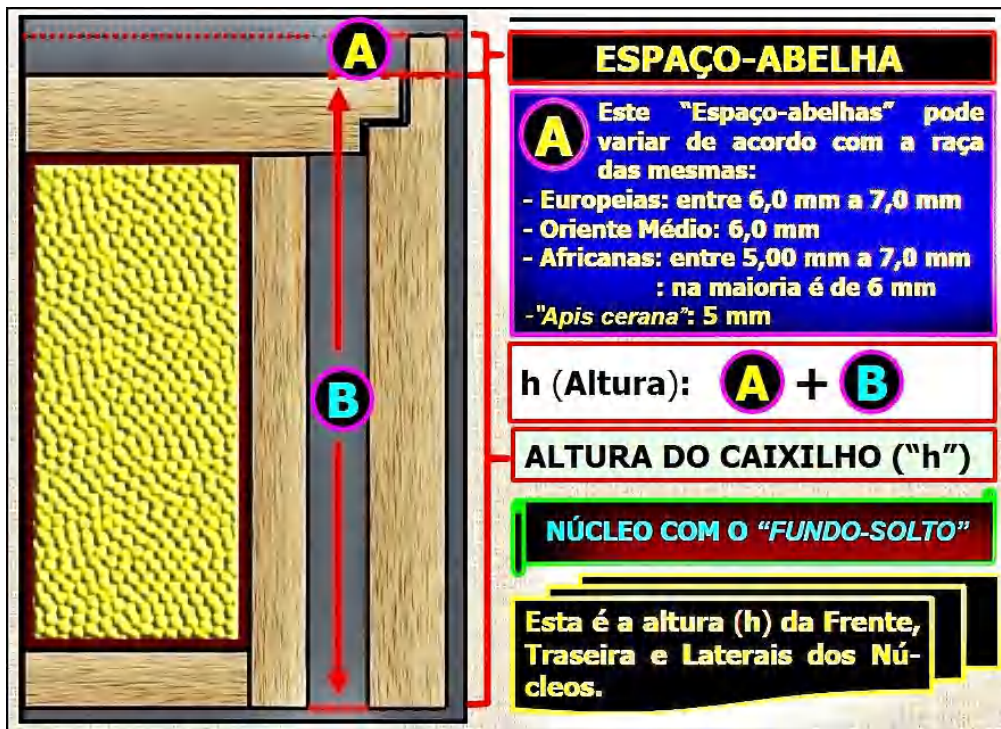 A
B
ESPAÇO-ABELHA
A Este "Espaço-abelhas" pode
variar de acordo com a raça
das mesmas:
- Europeias: entre 6,0 mm a 7,0 mm
- Oriente Médio: 6,0 mm
- Africanas: entre 5,00 mm a 7,0 mm
: na maioria é de 6 mm
-"Apis cerana": 5 mm
h (Altura): A + B
ALTURA DO CAIXILHO ("h")
NÚCLEO COM O "FUNDO-SOLTO"
Esta é a altura (h) da Frente,
Traseira e Laterais dos Nú-
cleos.